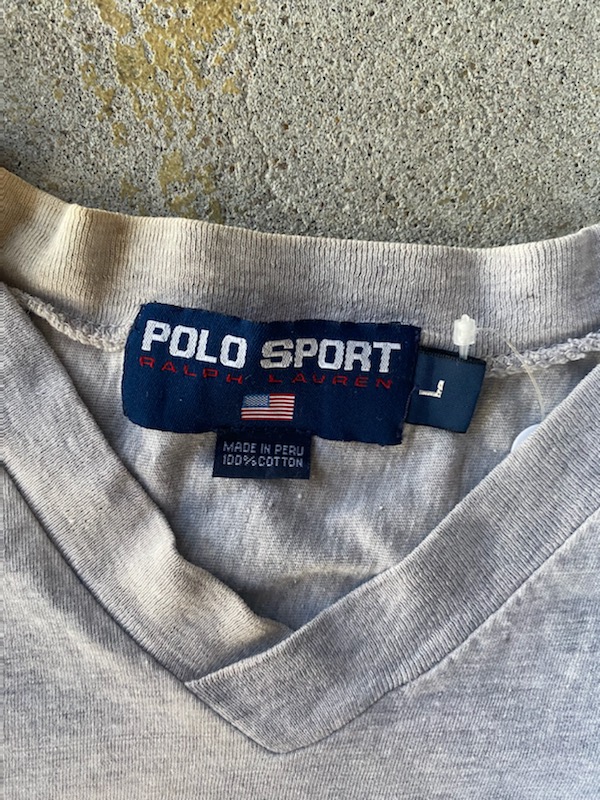 POLO SPORT
RALPH LAUREN
L
MADE IN PERU
100% COTTON